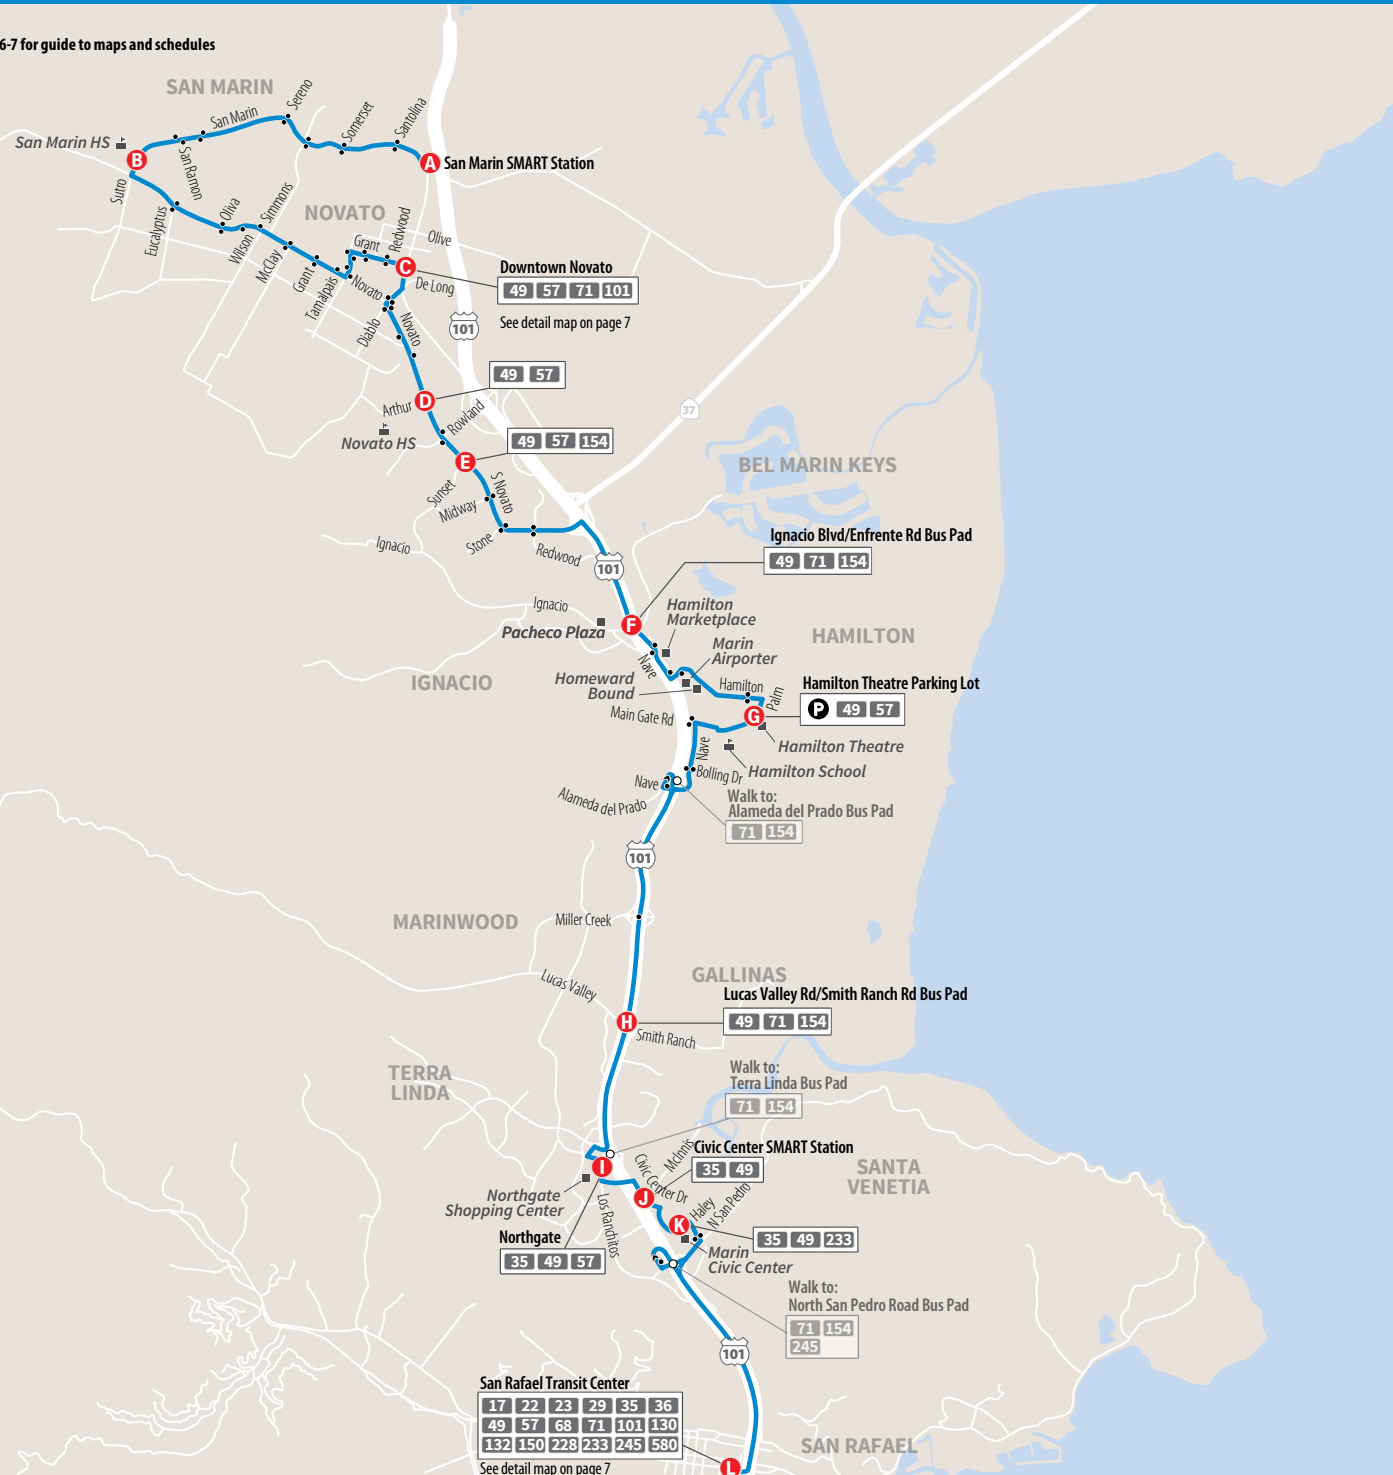 6-7 for guide to maps and schedules
SAN MARIN
Sereno
San Marin
Somerset
Santolina
San Marin HS
B
San Ramon
A San Marin SMART Station
Sutro
Eucalyptus
Oliva
Wilson
Simmons
NOVATO
McClay
Grant
Tamalpais
Grant
Redwood
Olive
Novato
C
De Long
Downtown Novato
49 57 71 101
See detail map on page 7
101
Diablo
Novato
49 57
Arthur
D
Rowland
37
Novato HS
49 57 154
E
BEL MARIN KEYS
Sunset
S Novato
Midway
Stone
Redwood
Ignacio
Ignacio Blvd/Enfrente Rd Bus Pad
49 71 154
101
Ignacio
Pacheco Plaza
F
Hamilton
Marketplace
HAMILTON
Marin
Airporter
Nave
IGNACIO
Homeward
Bound
Hamilton
Palm
Hamilton Theatre Parking Lot
P 49 57
Main Gate Rd
G
Hamilton Theatre
Nave
Hamilton School
Bolling Dr
Nave
Alameda del Prado
Walk to:
Alameda del Prado Bus Pad
71 154
101
MARINWOOD
Miller Creek
Lucas Valley
GALLINAS
Lucas Valley Rd/Smith Ranch Rd Bus Pad
49 71 154
H
Smith Ranch
TERRA
LINDA
Walk to:
Terra Linda Bus Pad
71 154
McInnis
Civic Center SMART Station
35 49
I
Civic Center Dr
J
SANTA
VENETIA
Northgate
Shopping Center
Los Ranchitos
Haley
N San Pedro
K
35 49 233
Northgate
35 49 57
Marin
Civic Center
Walk to:
North San Pedro Road Bus Pad
71 154
245
101
San Rafael Transit Center
17 22 23 29 35 36
49 57 68 71 101 130
132 150 228 233 245 580
See detail map on page 7
L
SAN RAFAEL